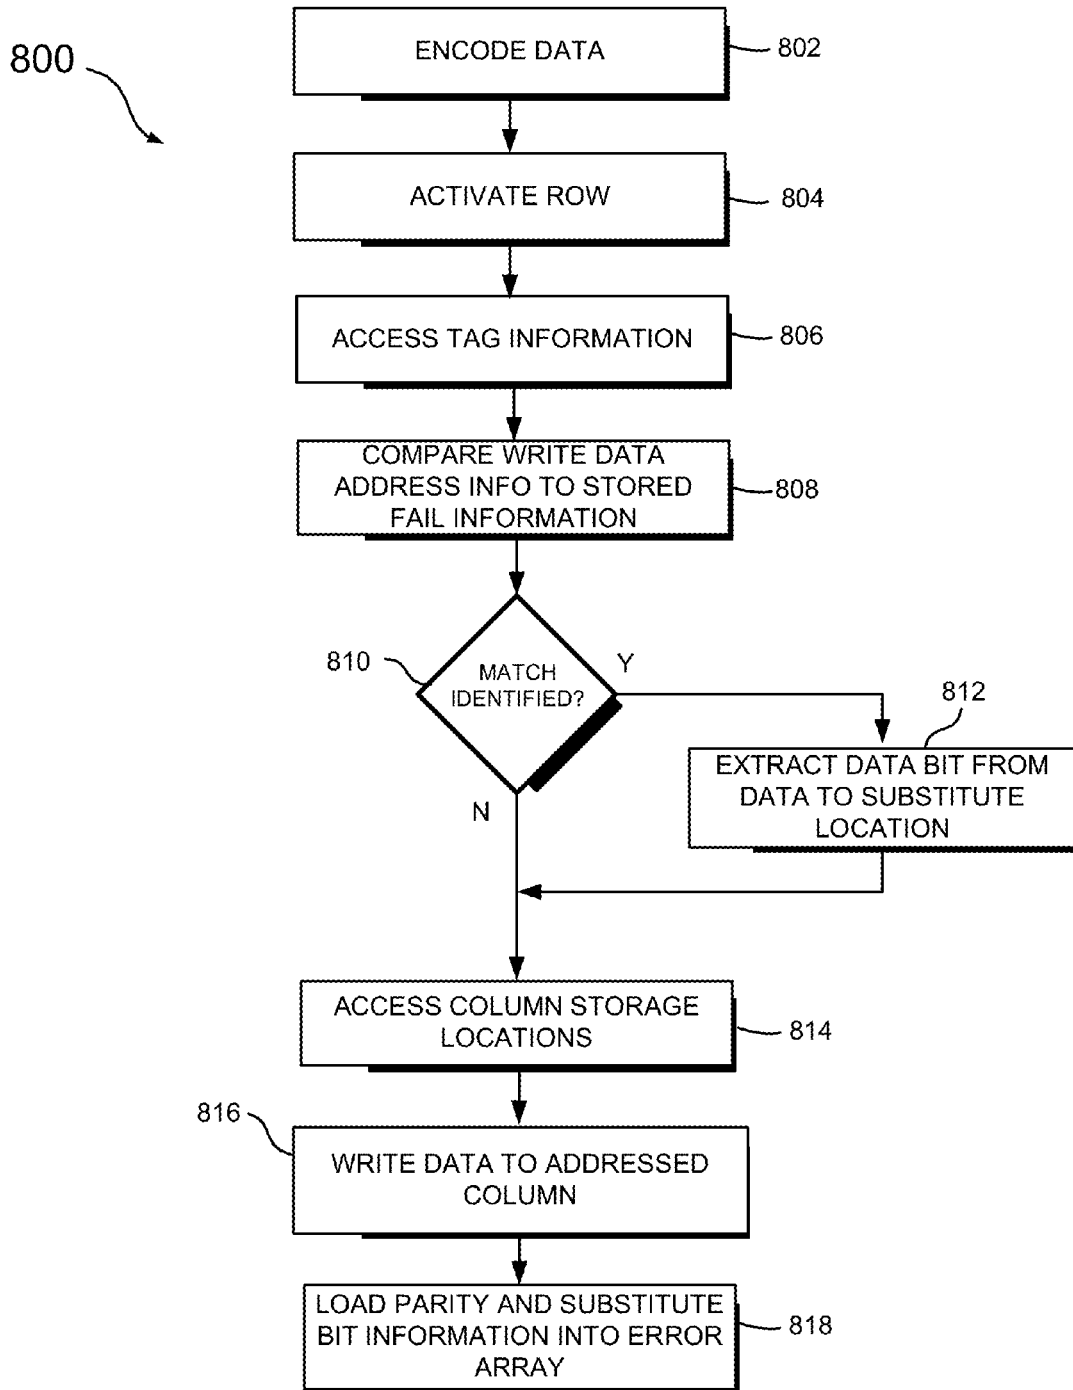 800
ENCODE DATA
802
ACTIVATE ROW
804
ACCESS TAG INFORMATION
806
COMPARE WRITE DATA
ADDRESS INFO TO STORED
FAIL INFORMATION
808
810
MATCH
IDENTIFIED?
Y
N
812
EXTRACT DATA BIT FROM
DATA TO SUBSTITUTE
LOCATION
ACCESS COLUMN STORAGE
LOCATIONS
814
816
WRITE DATA TO ADDRESSED
COLUMN
LOAD PARITY AND SUBSTITUTE
BIT INFORMATION INTO ERROR
ARRAY
818